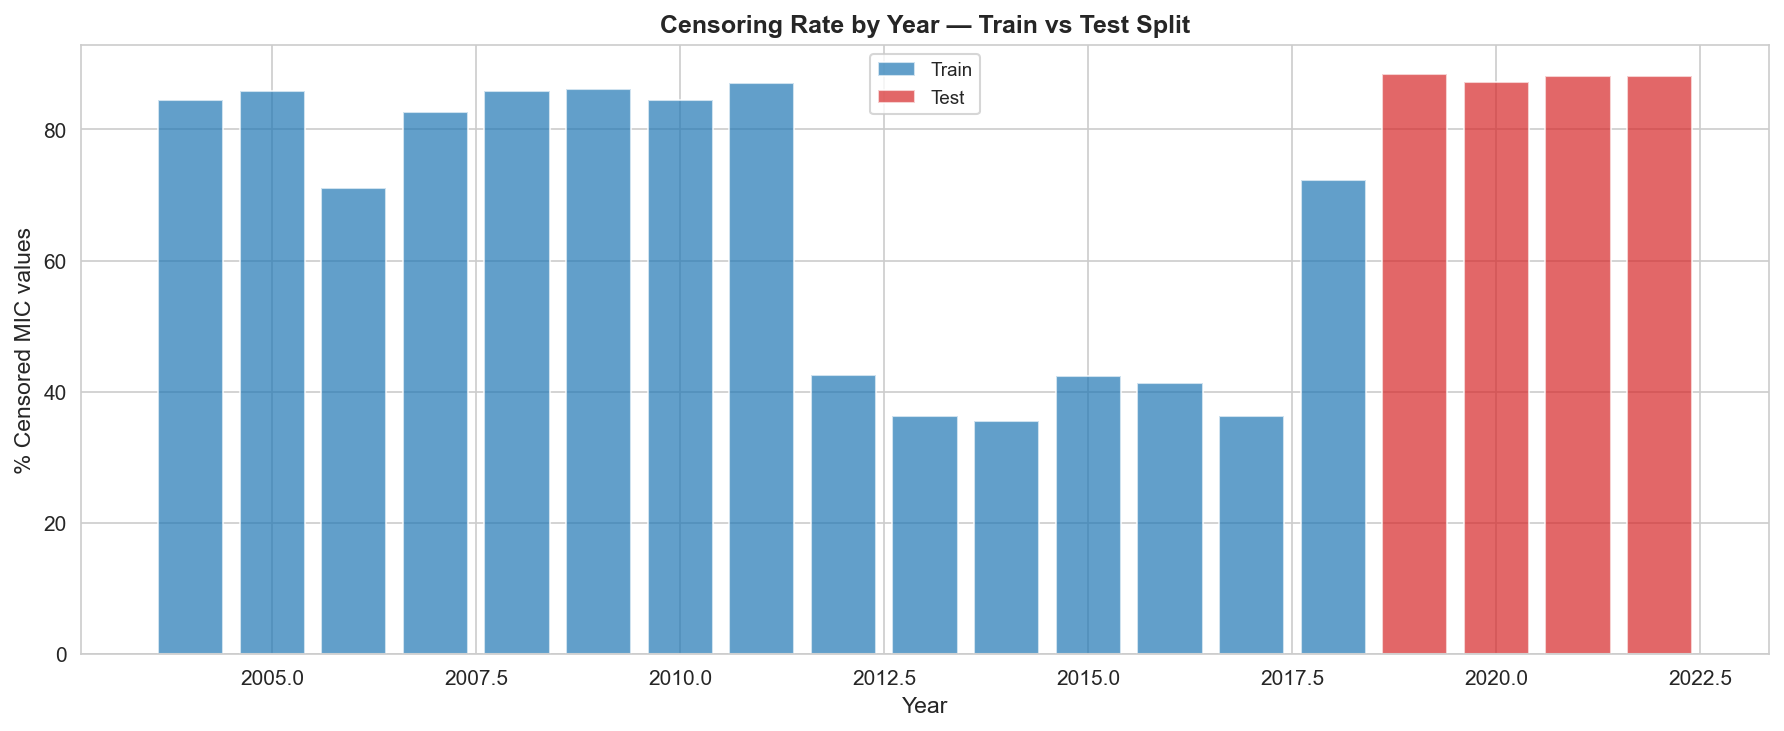 Censoring Rate by Year — Train vs Test Split
Train
Test
% Censored MIC values
80
60
40
20
0
2005.0 2007.5 2010.0 2012.5 2015.0 2017.5 2020.0 2022.5
Year